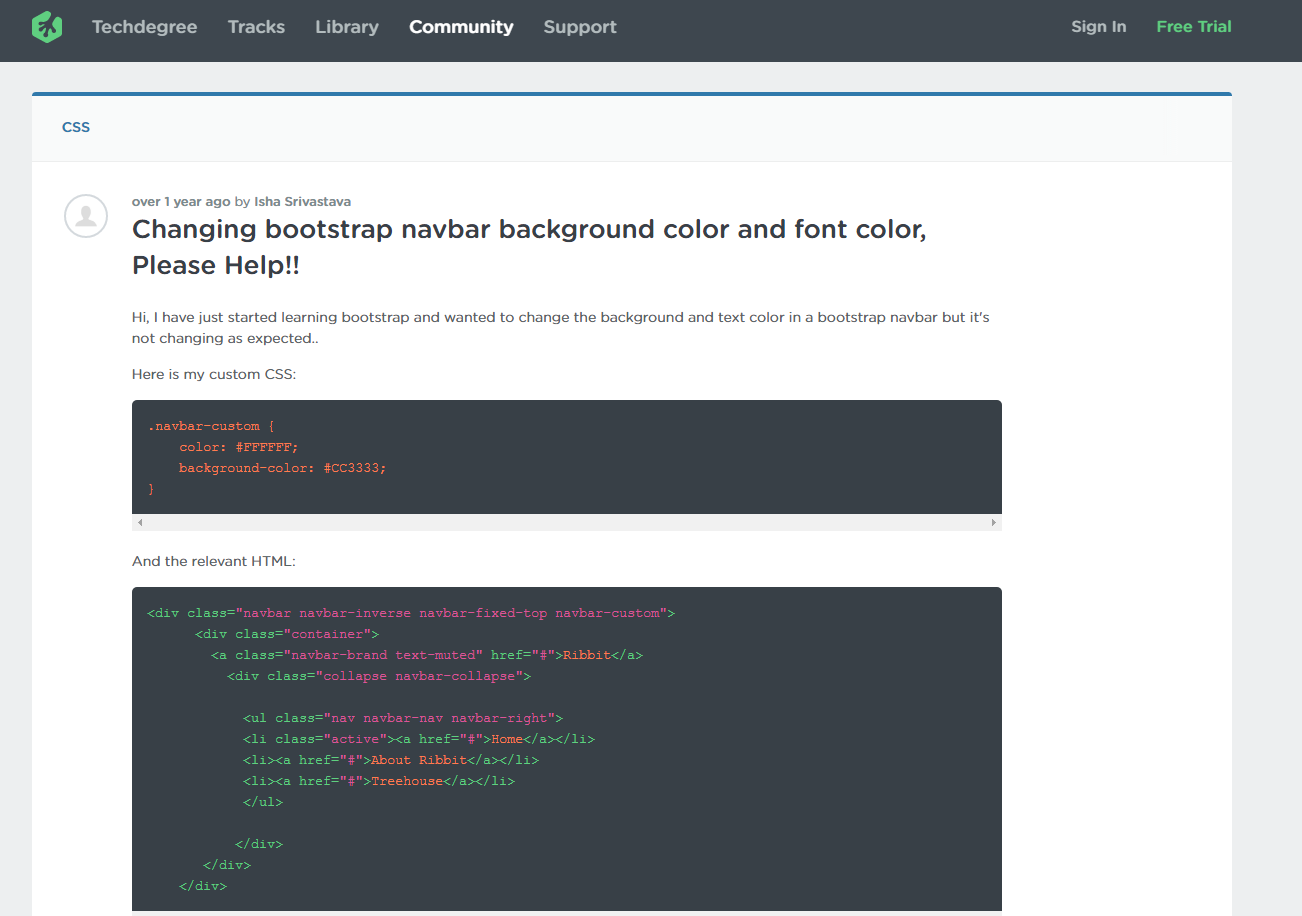 Techdegree Tracks Library Community Support Sign In Free Trial
CSS
over 1 year ago by Isha Srivastava
Changing bootstrap navbar background color and font color,
Please Help!!
Hi, I have just started learning bootstrap and wanted to change the background and text color in a bootstrap navbar but it's
not changing as expected..
Here is my custom CSS:
.navbar-custom {
    color: #FFFFFF;
    background-color: #CC3333;
}
And the relevant HTML:
<div class="navbar navbar-inverse navbar-fixed-top navbar-custom">
      <div class="container">
        <a class="navbar-brand text-muted" href="#">Ribbit</a>
          <div class="collapse navbar-collapse">
            <ul class="nav navbar-nav navbar-right">
            <li class="active"><a href="#">Home</a></li>
            <li><a href="#">About Ribbit</a></li>
            <li><a href="#">Treehouse</a></li>
            </ul>
           </div>
       </div>
    </div>